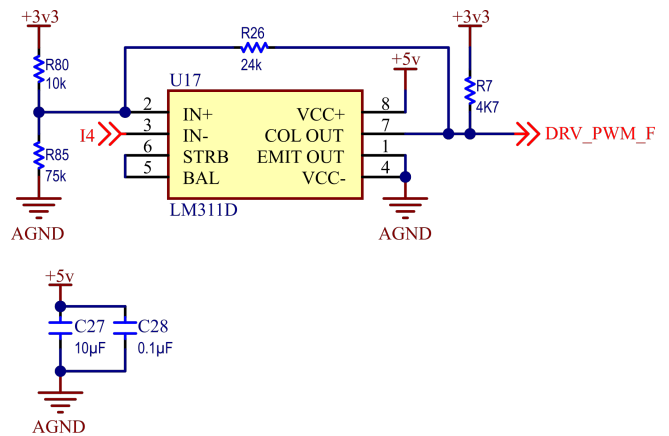 +3v3
+3v3
R26
24k
+5v
R80
10k
U17
R7
4K7
2 IN+ VCC+ 8
I4 3 IN- COL OUT 7 DRV_PWM_F
6 STRB EMIT OUT 1
5 BAL VCC- 4
R85
75k
LM311D
AGND
AGND
+5v
C27
10µF
C28
0.1µF
AGND